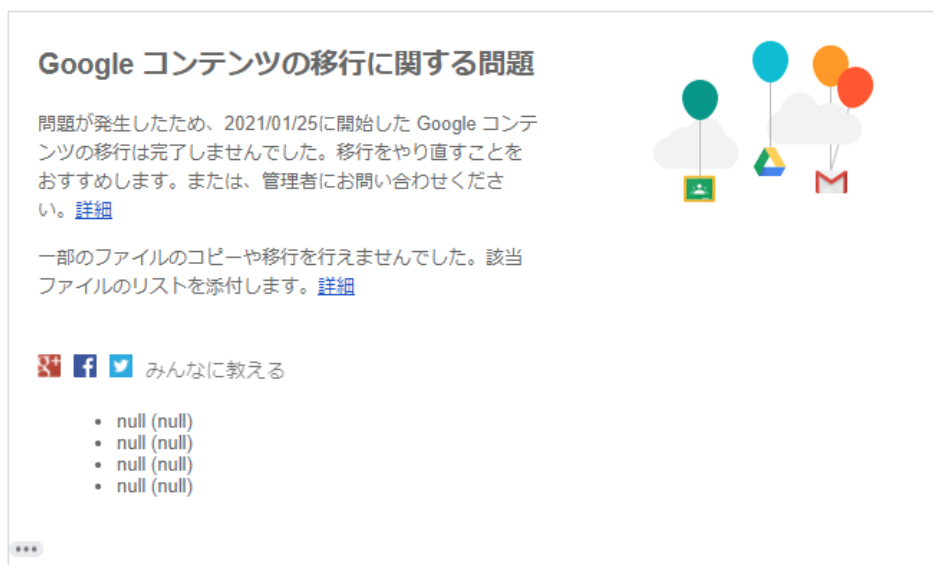 Google コンテンツの移行に関する問題
問題が発生したため、2021/01/25に開始した Google コンテ
ンツの移行は完了しませんでした。移行をやり直すことを
おすすめします。または、管理者にお問い合わせくださ
い。詳細
一部のファイルのコピーや移行を行えませんでした。該当
ファイルのリストを添付します。詳細
みんなに教える
• null (null)
• null (null)
• null (null)
• null (null)